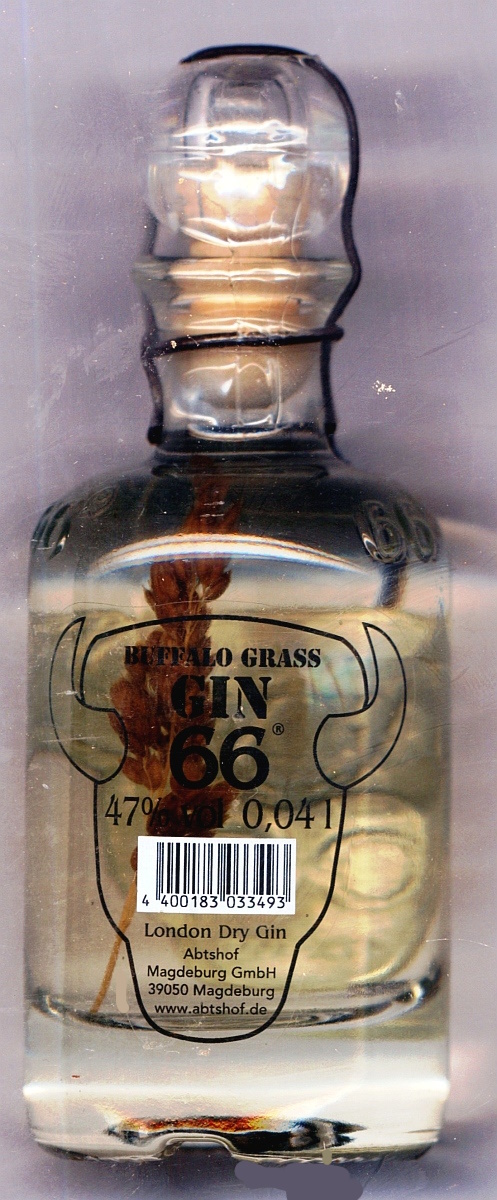 66
BUFFALO GRASS
GIN
66®
47% vol 0,04 l
4 400183 033493
London Dry Gin
Abtshof
Magdeburg GmbH
39050 Magdeburg
www.abtshof.de